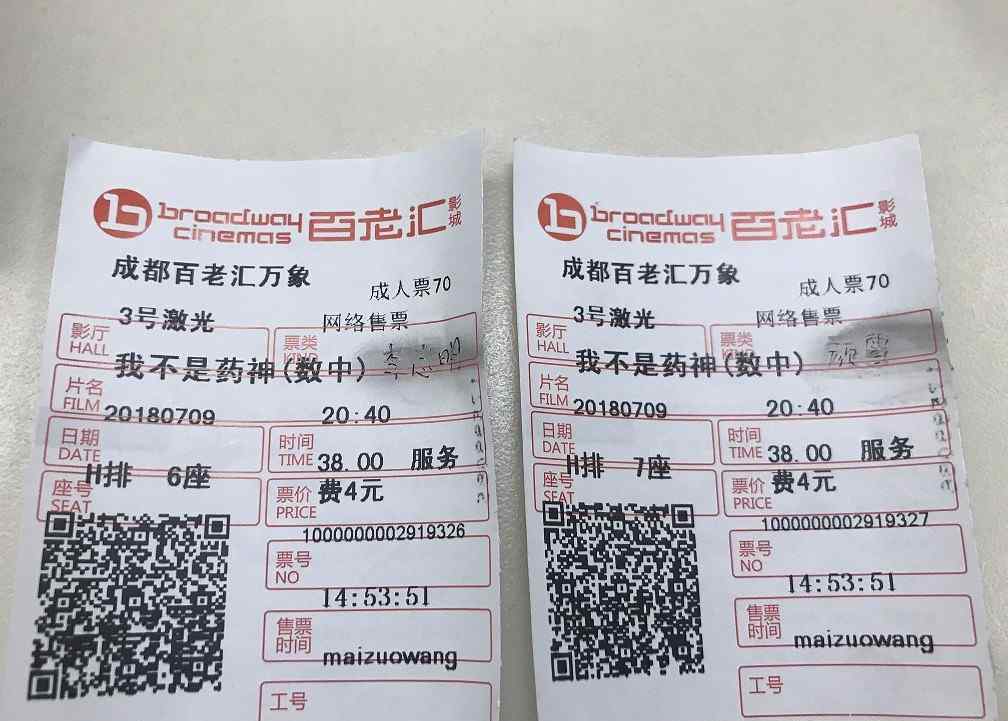 broadway cinemas 百老汇影城
成都百老汇万象
成人票70
3号激光
网络售票
影厅 HALL
票类
我不是药神(数中)
片名 FILM
20180709
20:40
日期 DATE
时间 TIME
38.00 服务
H排 6座
费4元
座号 SEAT
票价 PRICE
1000000002919326
票号 NO
14:53:51
售票时间
maizuowang
工号
broadway cinemas 百老汇影城
成都百老汇万象
成人票70
3号激光
网络售票
影厅 HALL
票类
我不是药神(数中)
片名 FILM
20180709
20:40
日期 DATE
时间 TIME
38.00 服务
H排 7座
费4元
座号 SEAT
票价 PRICE
1000000002919327
票号 NO
14:53:51
售票时间
maizuowang
工号